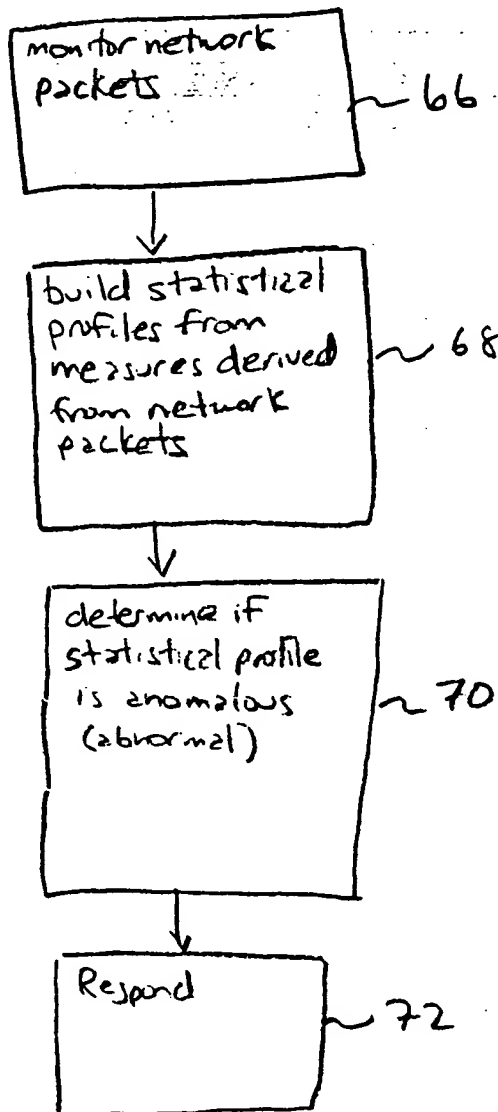 monitor network
packets
66
build statistical
profiles from
measures derived
from network
packets
68
determine if
statistical profile
is anomalous
(abnormal)
70
Respond
72